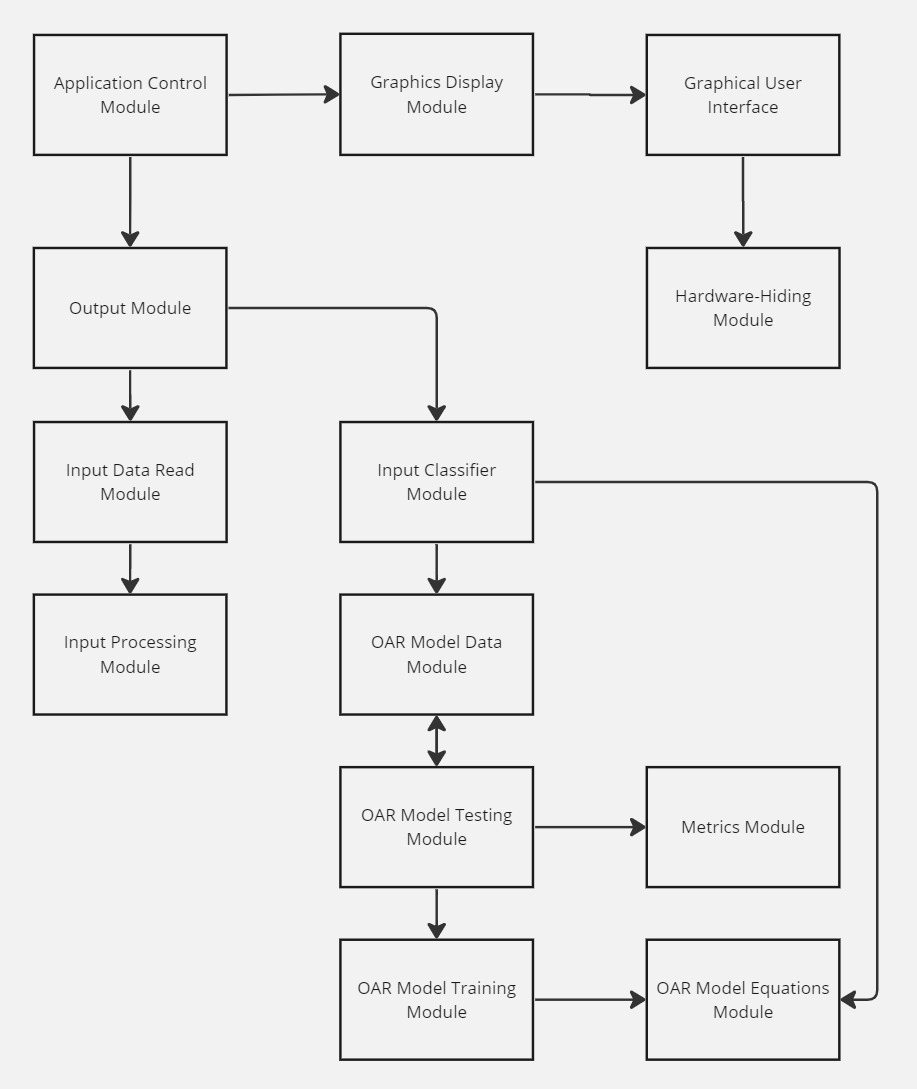 Application Control
Module
Graphics Display
Module
Graphical User
Interface
Output Module
Hardware-Hiding
Module
Input Data Read
Module
Input Classifier
Module
Input Processing
Module
OAR Model Data
Module
OAR Model Testing
Module
Metrics Module
OAR Model Training
Module
OAR Model Equations
Module